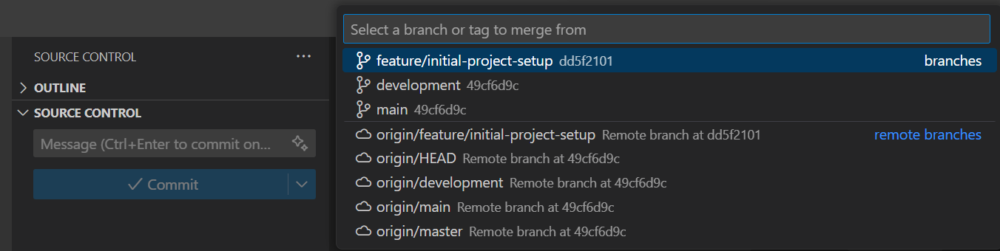 SOURCE CONTROL
OUTLINE
SOURCE CONTROL
Message (Ctrl+Enter to commit on...
Commit
Select a branch or tag to merge from
feature/initial-project-setup dd5f2101 branches
development 49cf6d9c
main 49cf6d9c
origin/feature/initial-project-setup Remote branch at dd5f2101 remote branches
origin/HEAD Remote branch at 49cf6d9c
origin/development Remote branch at 49cf6d9c
origin/main Remote branch at 49cf6d9c
origin/master Remote branch at 49cf6d9c